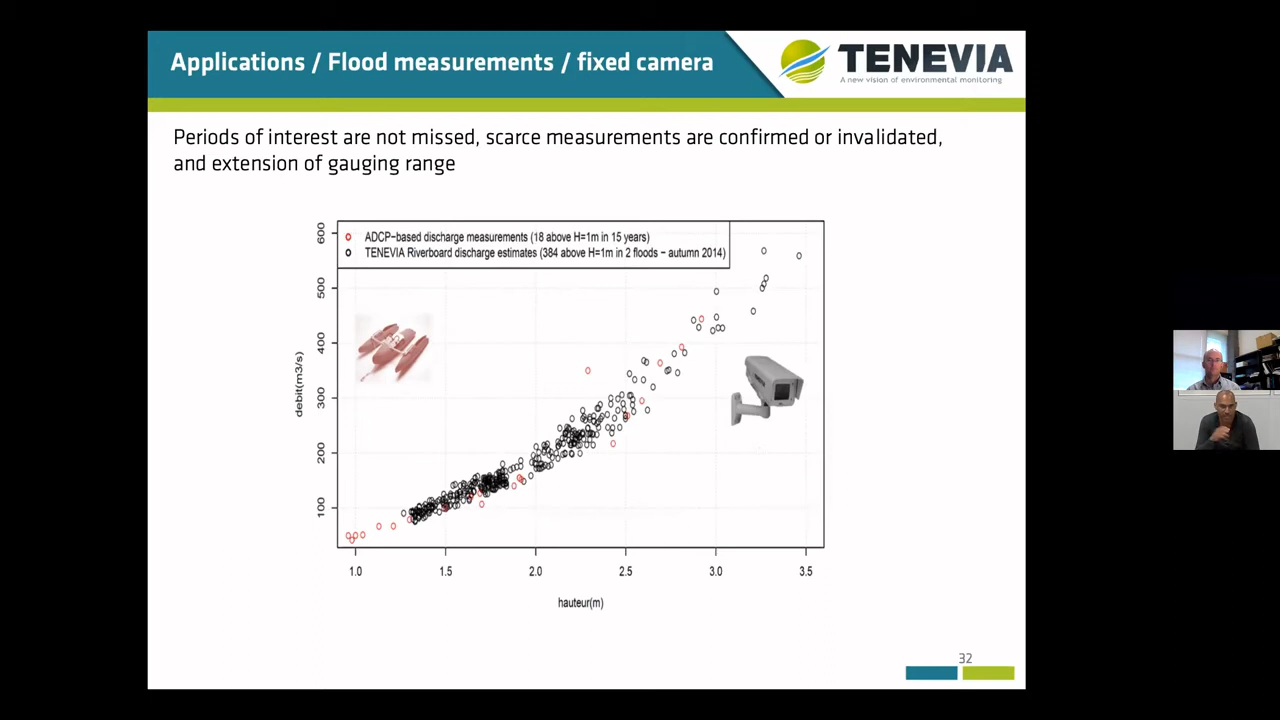 Applications / Flood measurements / fixed camera
TENEVIA
A new vision of environmental monitoring
Periods of interest are not missed, scarce measurements are confirmed or invalidated,
and extension of gauging range
ADCP-based discharge measurements (18 above H=1m in 15 years)
TENEVIA Riverboard discharge estimates (384 above H=1m in 2 floods - autumn 2014)
600
500
400
300
200
100
debit(m3/s)
1.0 1.5 2.0 2.5 3.0 3.5
hauteur(m)
32